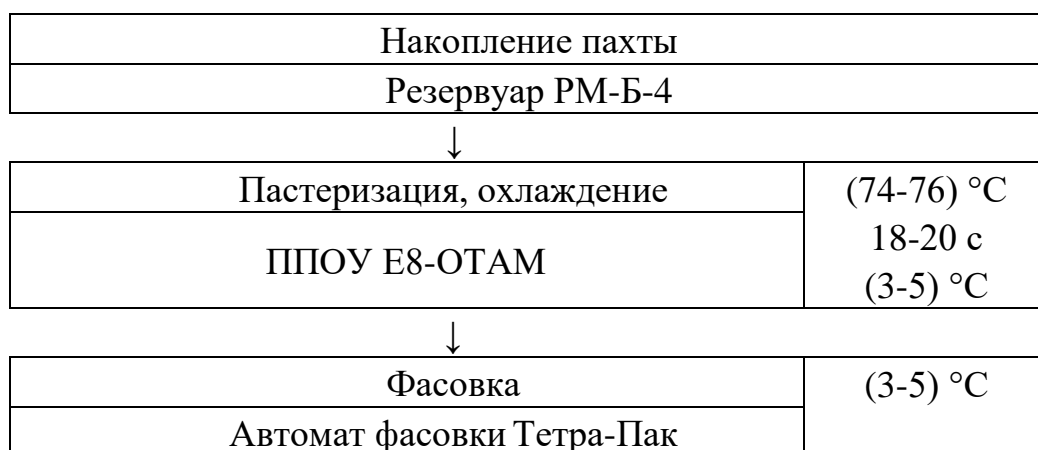 Накопление пахты
Резервуар РМ-Б-4
↓
Пастеризация, охлаждение
(74-76) °С
ППОУ Е8-ОТАМ
18-20 с
(3-5) °С
↓
Фасовка
(3-5) °С
Автомат фасовки Тетра-Пак